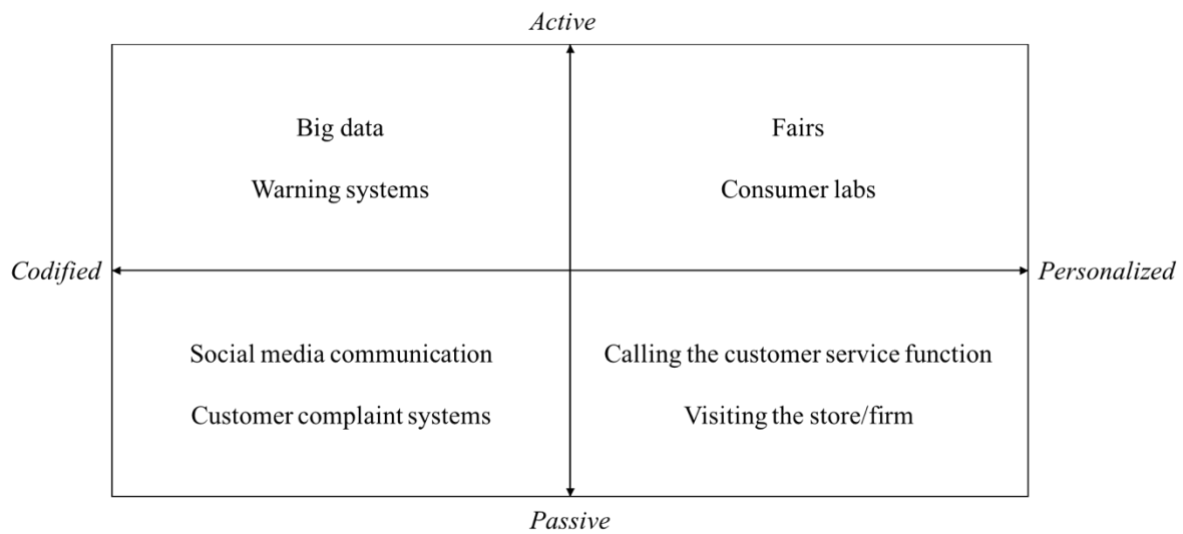 Active
Big data
Fairs
Warning systems
Consumer labs
Codified
Personalized
Social media communication
Calling the customer service function
Customer complaint systems
Visiting the store/firm
Passive